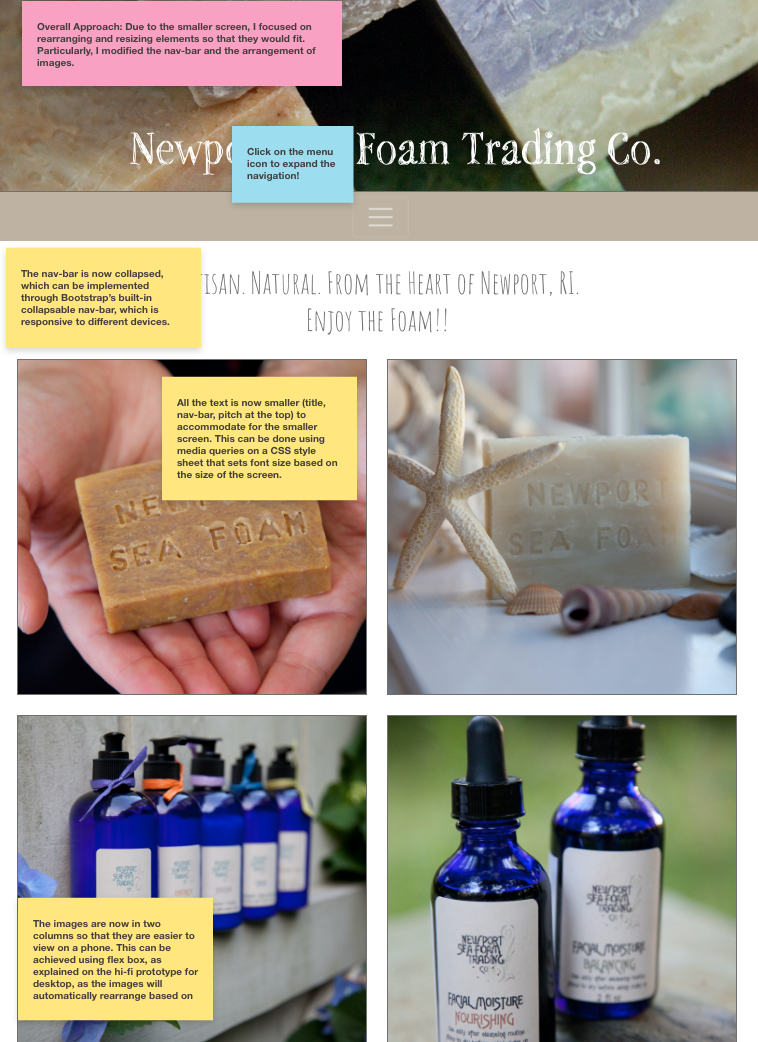 Overall Approach: Due to the smaller screen, I focused on
rearranging and resizing elements so that they would fit.
Particularly, I modified the nav-bar and the arrangement of
images.
Foam Trading Co.
Click on the menu
icon to expand the
navigation!
The nav-bar is now collapsed,
which can be implemented
through Bootstrap's built-in
collapsable nav-bar, which is
responsive to different devices.
Natural. From the Heart of Newport, RI.
Enjoy the Foam!!
All the text is now smaller (title,
nav-bar, pitch at the top) to
accommodate for the smaller
screen. This can be done using
media queries on a CSS style
sheet that sets font size based on
the size of the screen.
SEA FOAM
NEWPORT
SEA FOAM
The images are now in two
columns so that they are easier to
view on a phone. This can be
achieved using flex box, as
explained on the hi-fi prototype for
desktop, as the images will
automatically rearrange based on
NEWPORT
SEA FOAM
TRADING
CO
FACIAL MOISTURE
NOURISHING
NEWPORT
SEA FOAM
TRADING
CO
FACIAL MOISTURE
BALANCING
2 fl oz